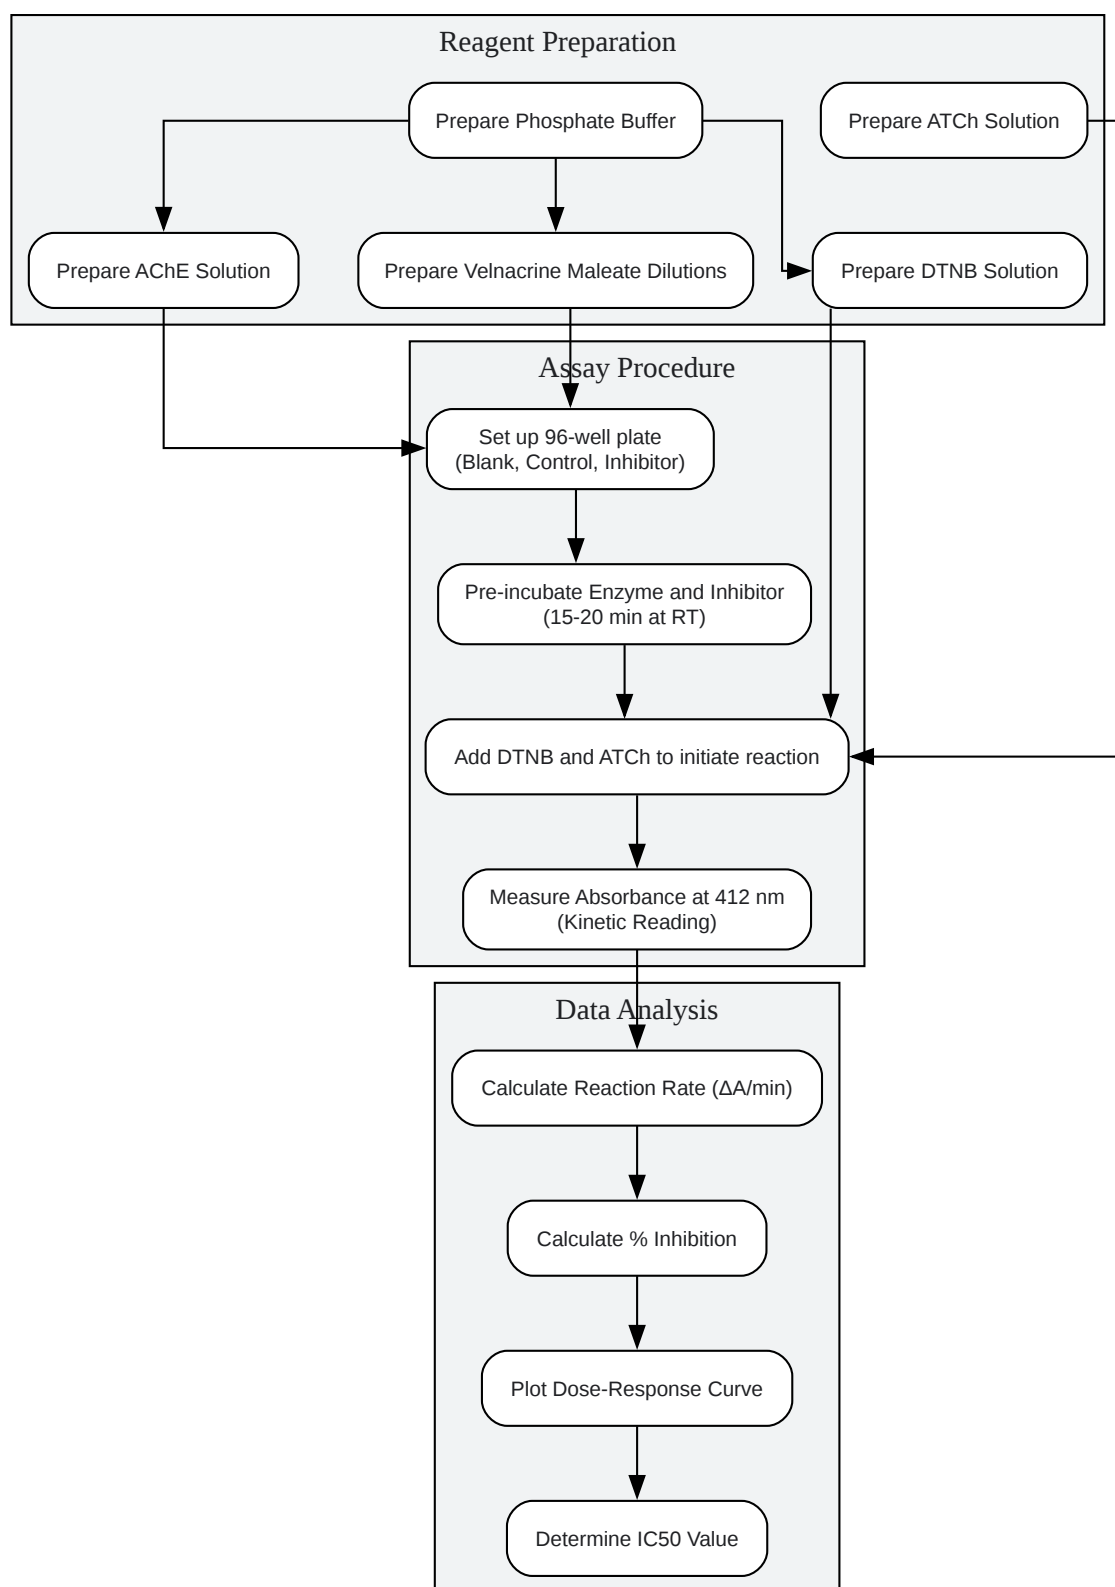 Reagent Preparation
Prepare Phosphate Buffer
Prepare ATCh Solution
Prepare AChE Solution
Prepare Velnacrine Maleate Dilutions
Prepare DTNB Solution
Assay Procedure
Set up 96-well plate
(Blank, Control, Inhibitor)
Pre-incubate Enzyme and Inhibitor
(15-20 min at RT)
Add DTNB and ATCh to initiate reaction
Measure Absorbance at 412 nm
(Kinetic Reading)
Data Analysis
Calculate Reaction Rate (ΔA/min)
Calculate % Inhibition
Plot Dose-Response Curve
Determine IC50 Value